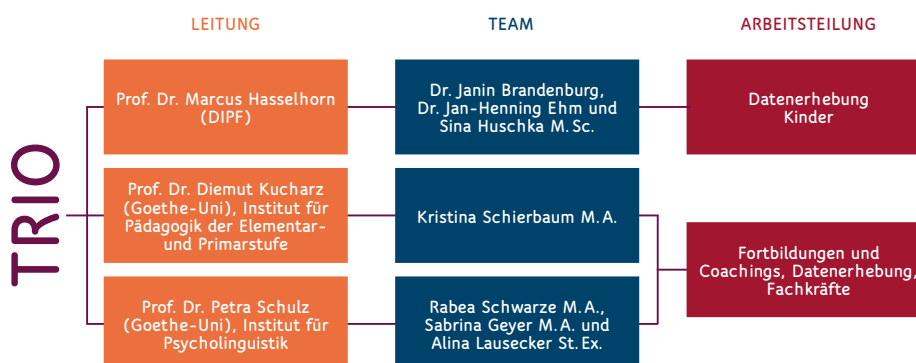 LEITUNG
TEAM
ARBEITSTEILUNG
TRIO
Prof. Dr. Marcus Hasselhorn
(DIPF)
Dr. Janin Brandenburg,
Dr. Jan-Henning Ehm und
Sina Huschka M. Sc.
Datenerhebung
Kinder
Prof. Dr. Diemut Kucharz
(Goethe-Uni), Institut für
Pädagogik der Elementar-
und Primarstufe
Kristina Schierbaum M. A.
Fortbildungen und
Coachings, Datenerhebung,
Fachkräfte
Prof. Dr. Petra Schulz
(Goethe-Uni), Institut für
Psycholinguistik
Rabea Schwarze M. A.,
Sabrina Geyer M. A. und
Alina Lausecker St. Ex.